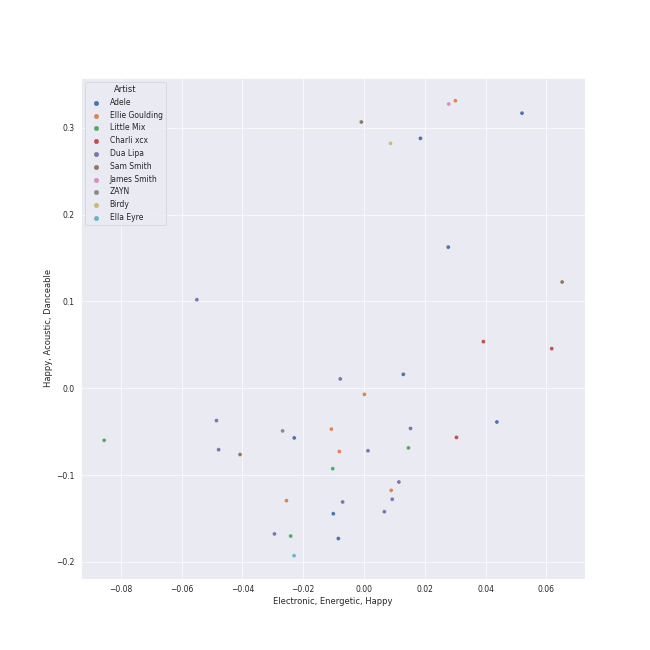 Artist
Adele
Ellie Goulding
Little Mix
Charli xcx
Dua Lipa
Sam Smith
James Smith
ZAYN
Birdy
Ella Eyre
0.3
0.2
0.1
0.0
−0.1
−0.2
Happy, Acoustic, Danceable
−0.08
−0.06
−0.04
−0.02
0.00
0.02
0.04
0.06
Electronic, Energetic, Happy